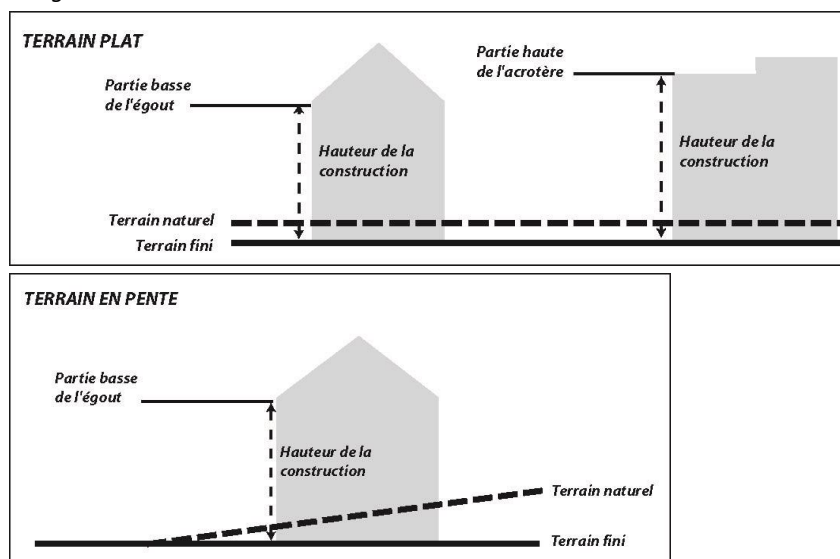 TERRAIN PLAT
Partie basse
de l'égout
Partie haute
de l'acrotère
Hauteur de la
construction
Hauteur de la
construction
Terrain naturel
Terrain fini
TERRAIN EN PENTE
Partie basse
de l'égout
Hauteur de la
construction
Terrain naturel
Terrain fini